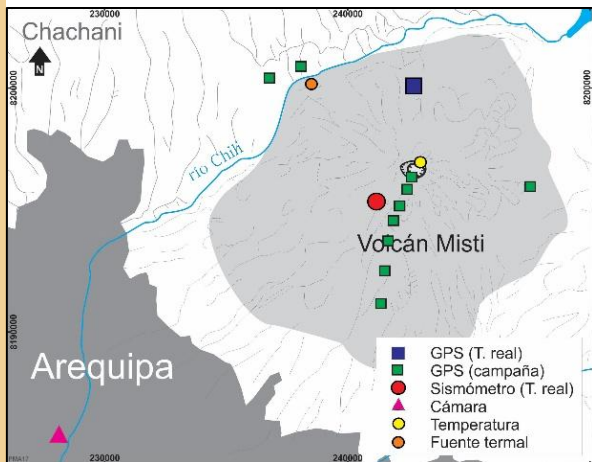 230000
240000
Chachani
N
8200000
8200000
río Chili
Volcán Misti
8190000
Arequipa
GPS (T. real)
GPS (campaña)
Sismómetro (T. real)
Cámara
Temperatura
Fuente termal
230000
240000